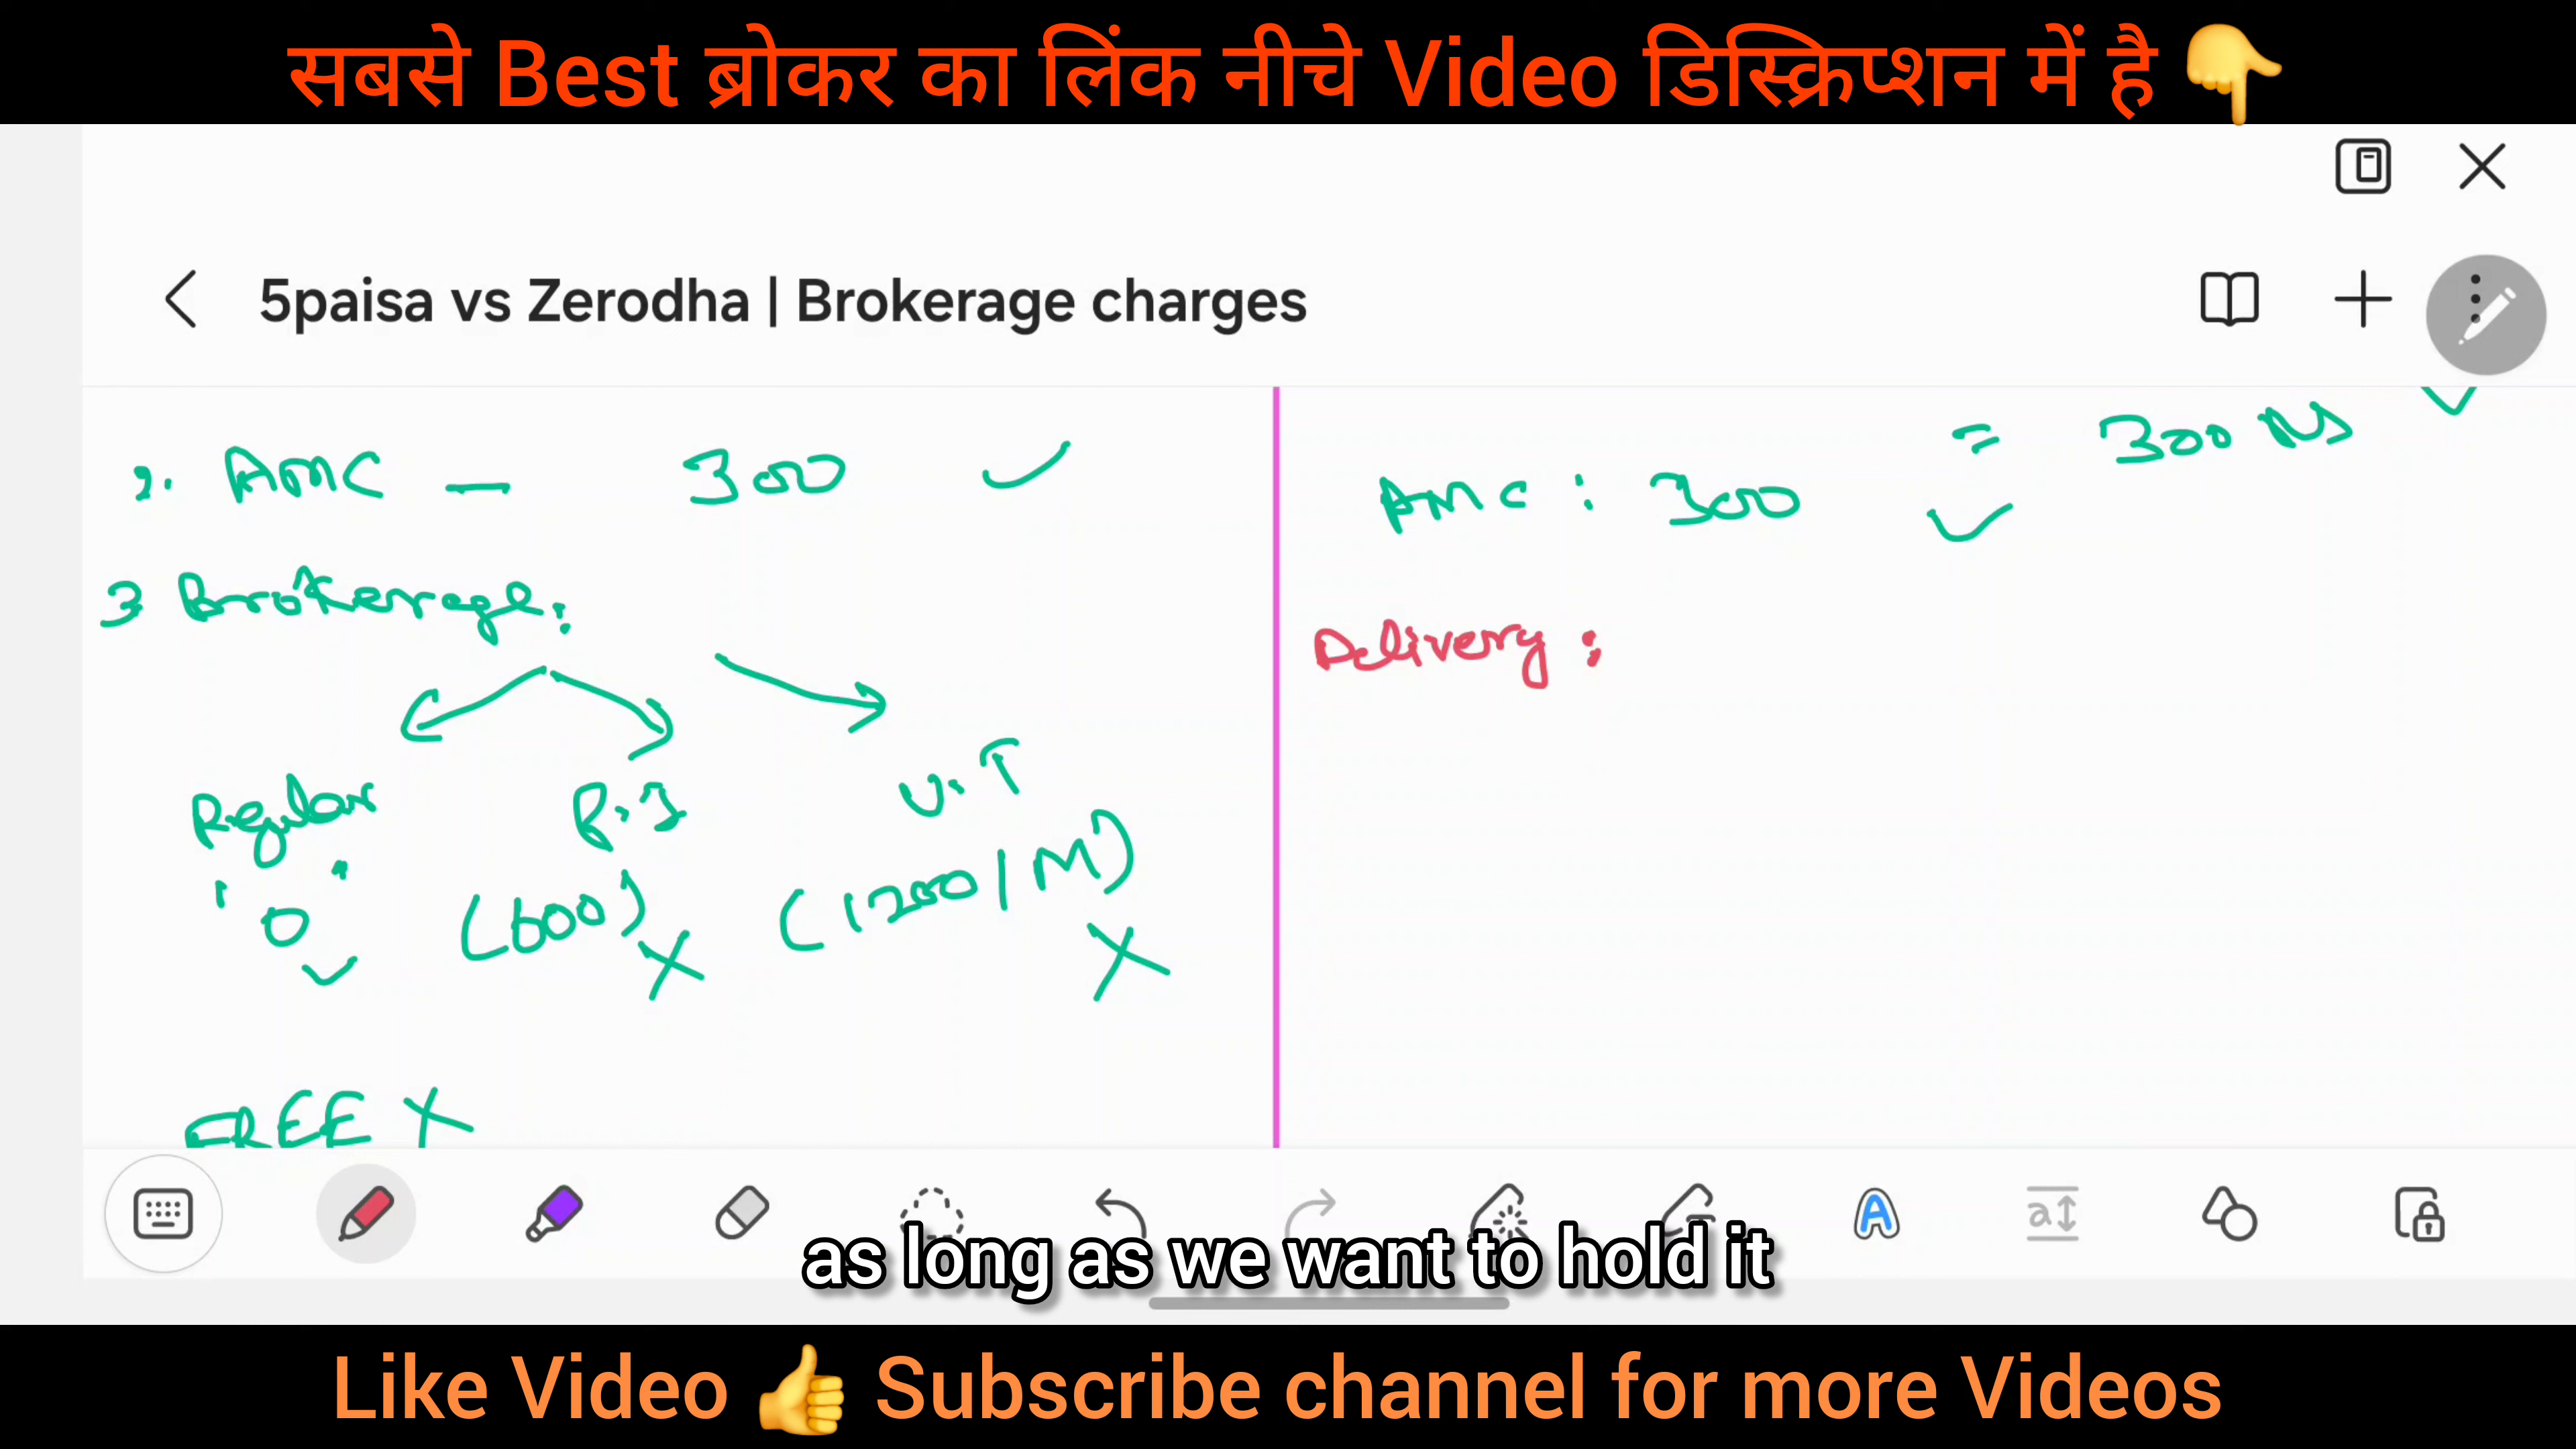 सबसे Best ब्रोकर का लिंक नीचे Video डिस्क्रिप्शन में है 👇
5paisa vs Zerodha | Brokerage charges
2. AMC — 300 ✓
3 Brokerage:
Regular P.I U.T
"0" ✓ (600) X (1200/M) X
FREE X
= 300 Rs ✓
AMC : 300 ✓
Delivery :
A
a
as long as we want to hold it
Like Video 👍 Subscribe channel for more Videos